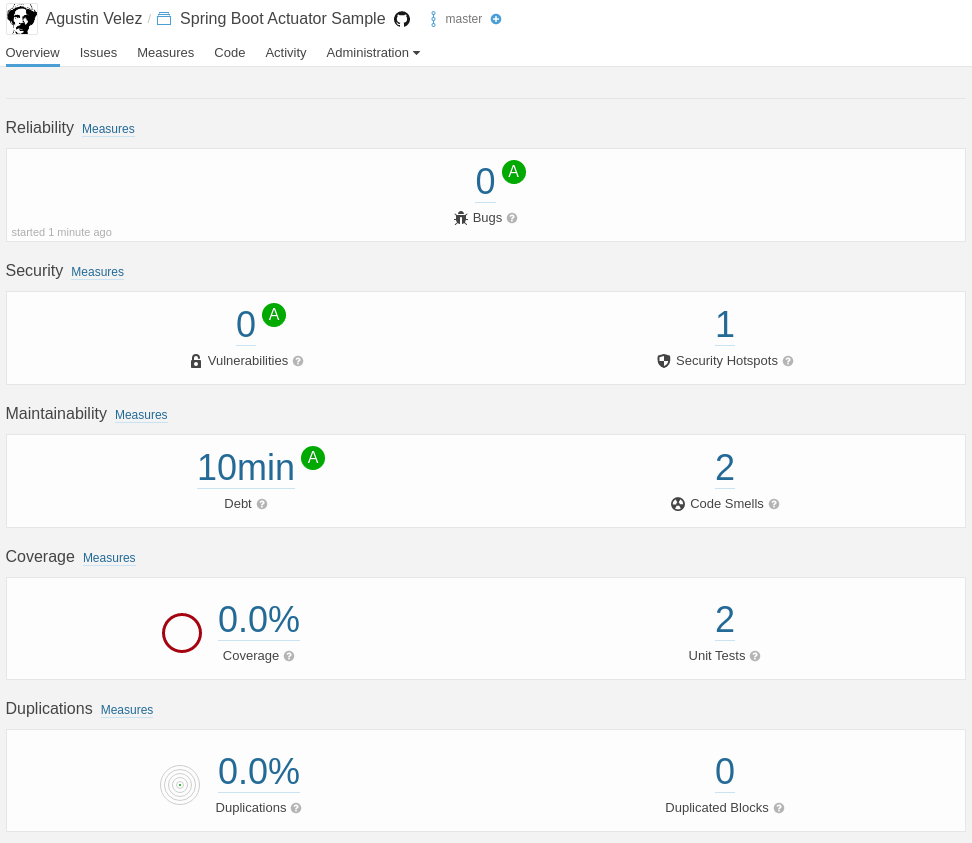 Agustin Velez / Spring Boot Actuator Sample master
Overview Issues Measures Code Activity Administration
Reliability Measures
0 A
Bugs ?
started 1 minute ago
Security Measures
0 A 1
Vulnerabilities ? Security Hotspots ?
Maintainability Measures
10min A 2
Debt ? Code Smells ?
Coverage Measures
0.0% 2
Coverage ? Unit Tests ?
Duplications Measures
0.0% 0
Duplications ? Duplicated Blocks ?